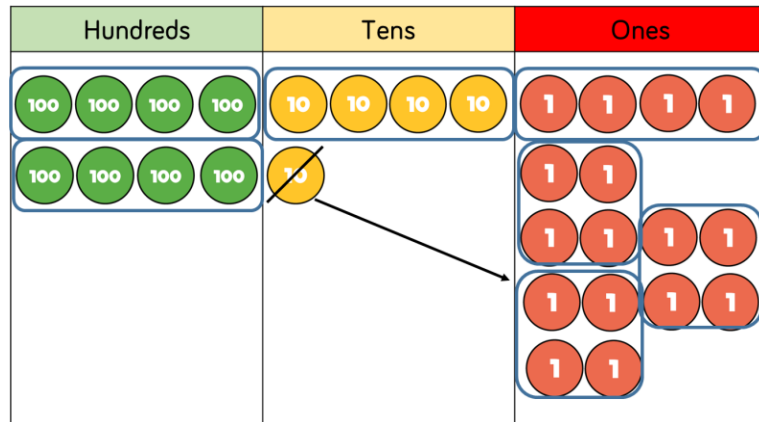 Hundreds Tens Ones
100 100 100 100 10 10 10 10 1 1 1 1
100 100 100 100 10 1 1
1 1 1 1
1 1 1 1
1 1